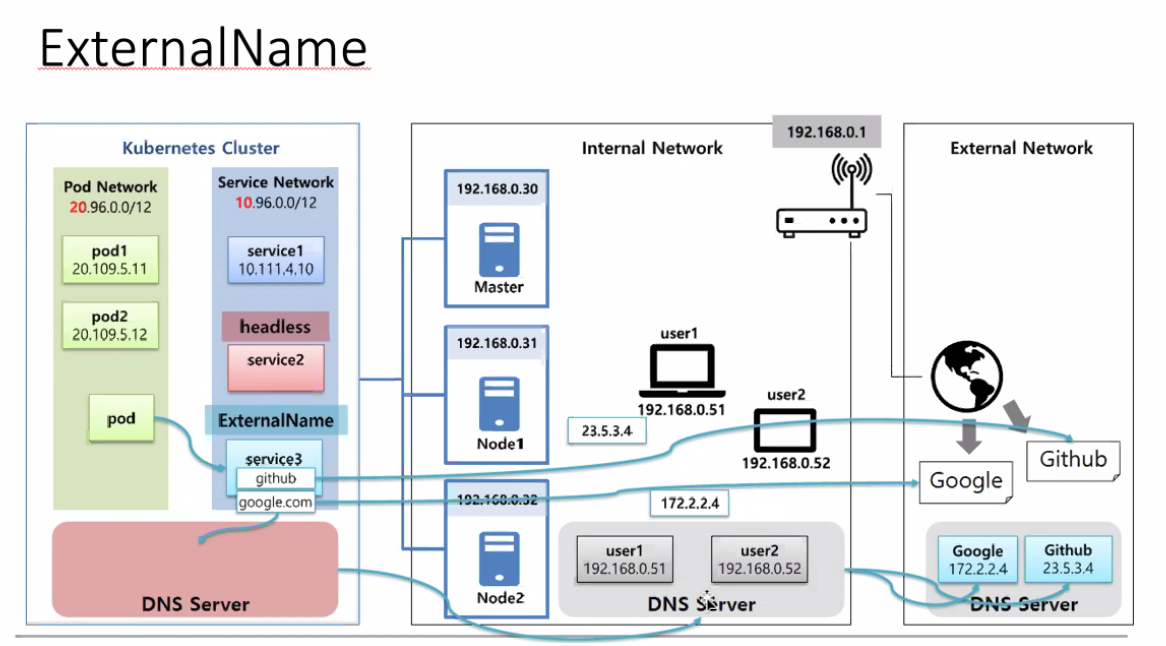 ExternalName
Kubernetes Cluster
Pod Network
20.96.0.0/12
pod1
20.109.5.11
pod2
20.109.5.12
pod
Service Network
10.96.0.0/12
service1
10.111.4.10
headless
service2
ExternalName
service3
github
google.com
DNS Server
Internal Network
192.168.0.1
192.168.0.30
Master
192.168.0.31
Node1
192.168.0.32
Node2
user1
192.168.0.51
user2
192.168.0.52
23.5.3.4
172.2.2.4
user1
192.168.0.51
user2
192.168.0.52
DNS Server
External Network
Google
Github
Google
172.2.2.4
Github
23.5.3.4
DNS Server